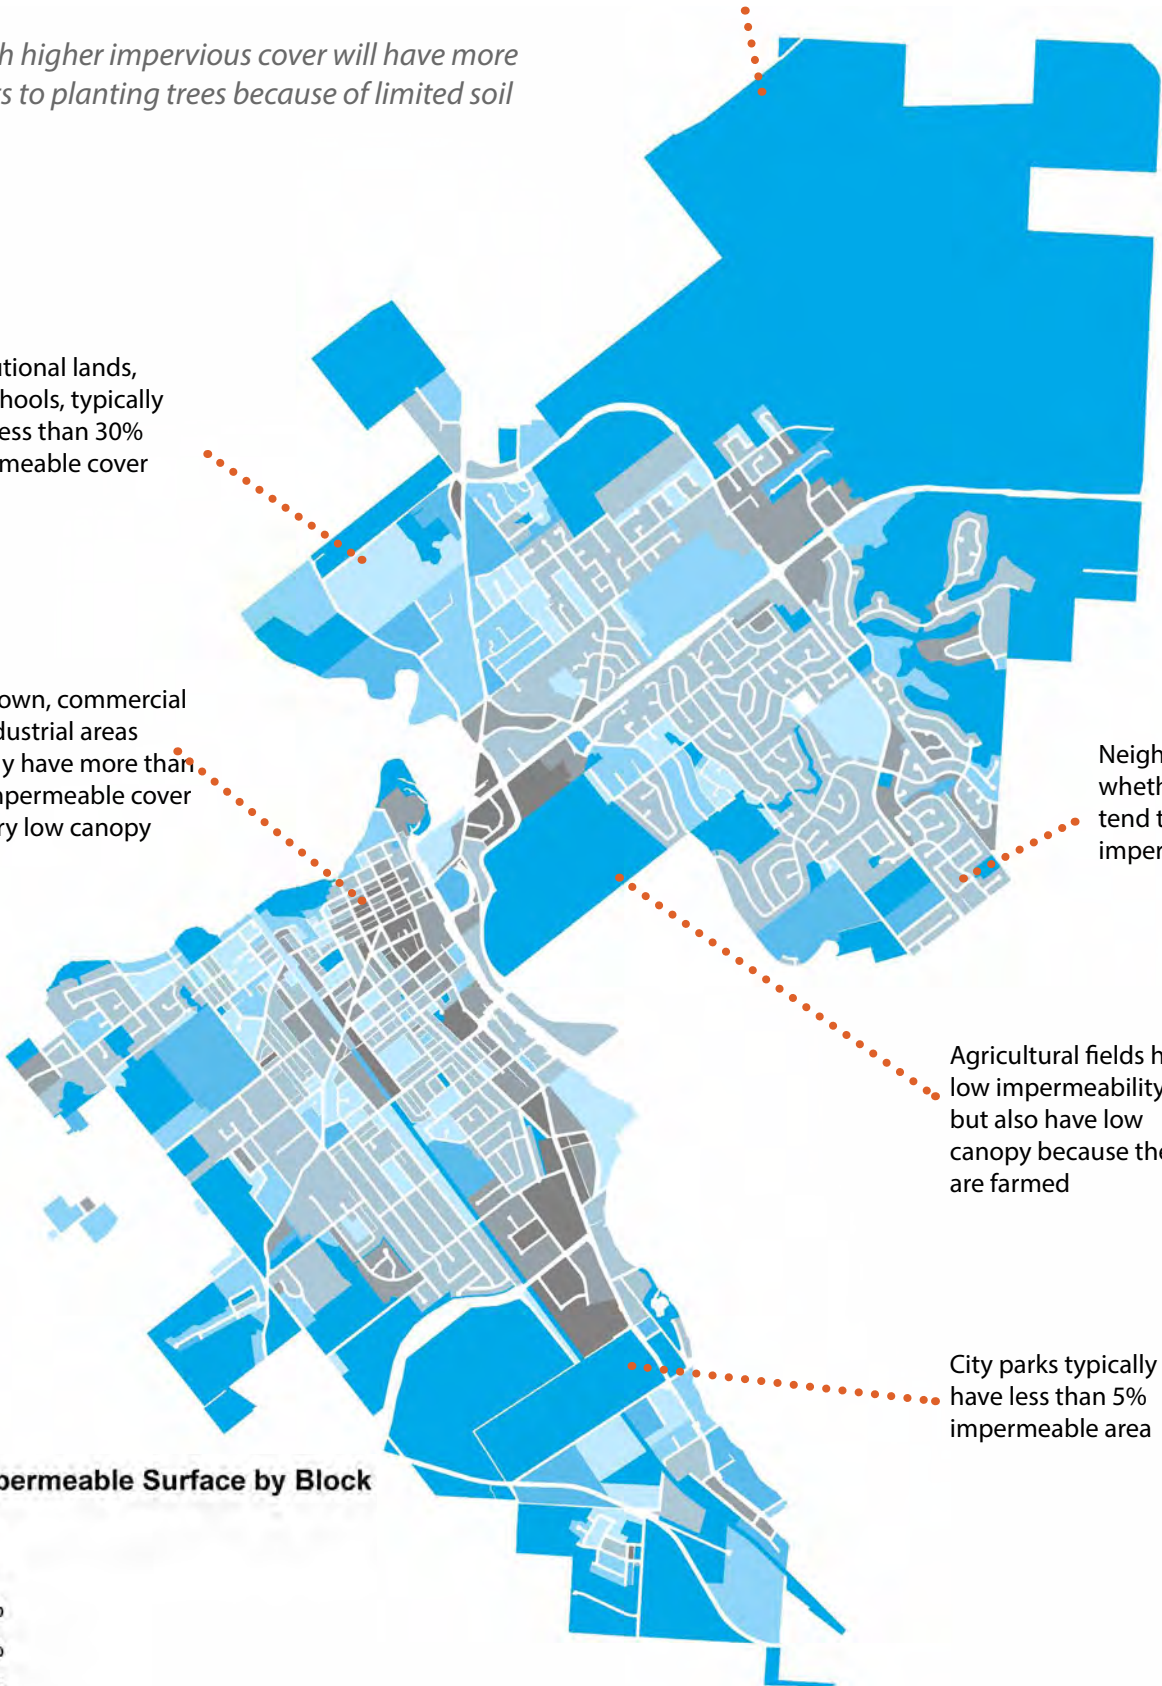 h higher impervious cover will have more
s to planting trees because of limited soil
utional lands,
hools, typically
ess than 30%
meable cover
own, commercial
dustrial areas
y have more than
mpermeable cover
ry low canopy
Neigh
wheth
tend t
imper
Agricultural fields h
low impermeability
but also have low
canopy because the
are farmed
City parks typically
have less than 5%
impermeable area
permeable Surface by Block